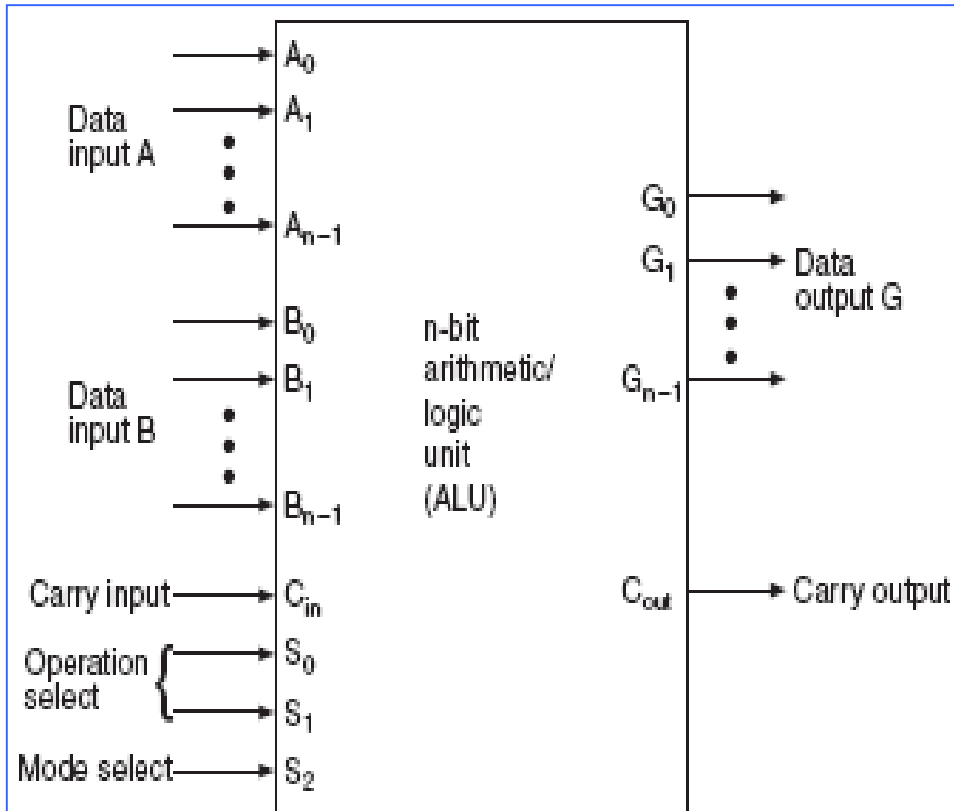 Data
input A
A0
A1
An−1
Data
input B
B0
B1
Bn−1
Carry input
Cin
Operation
select
S0
S1
Mode select
S2
n-bit
arithmetic/
logic
unit
(ALU)
G0
G1
Gn−1
Data
output G
Cout
Carry output